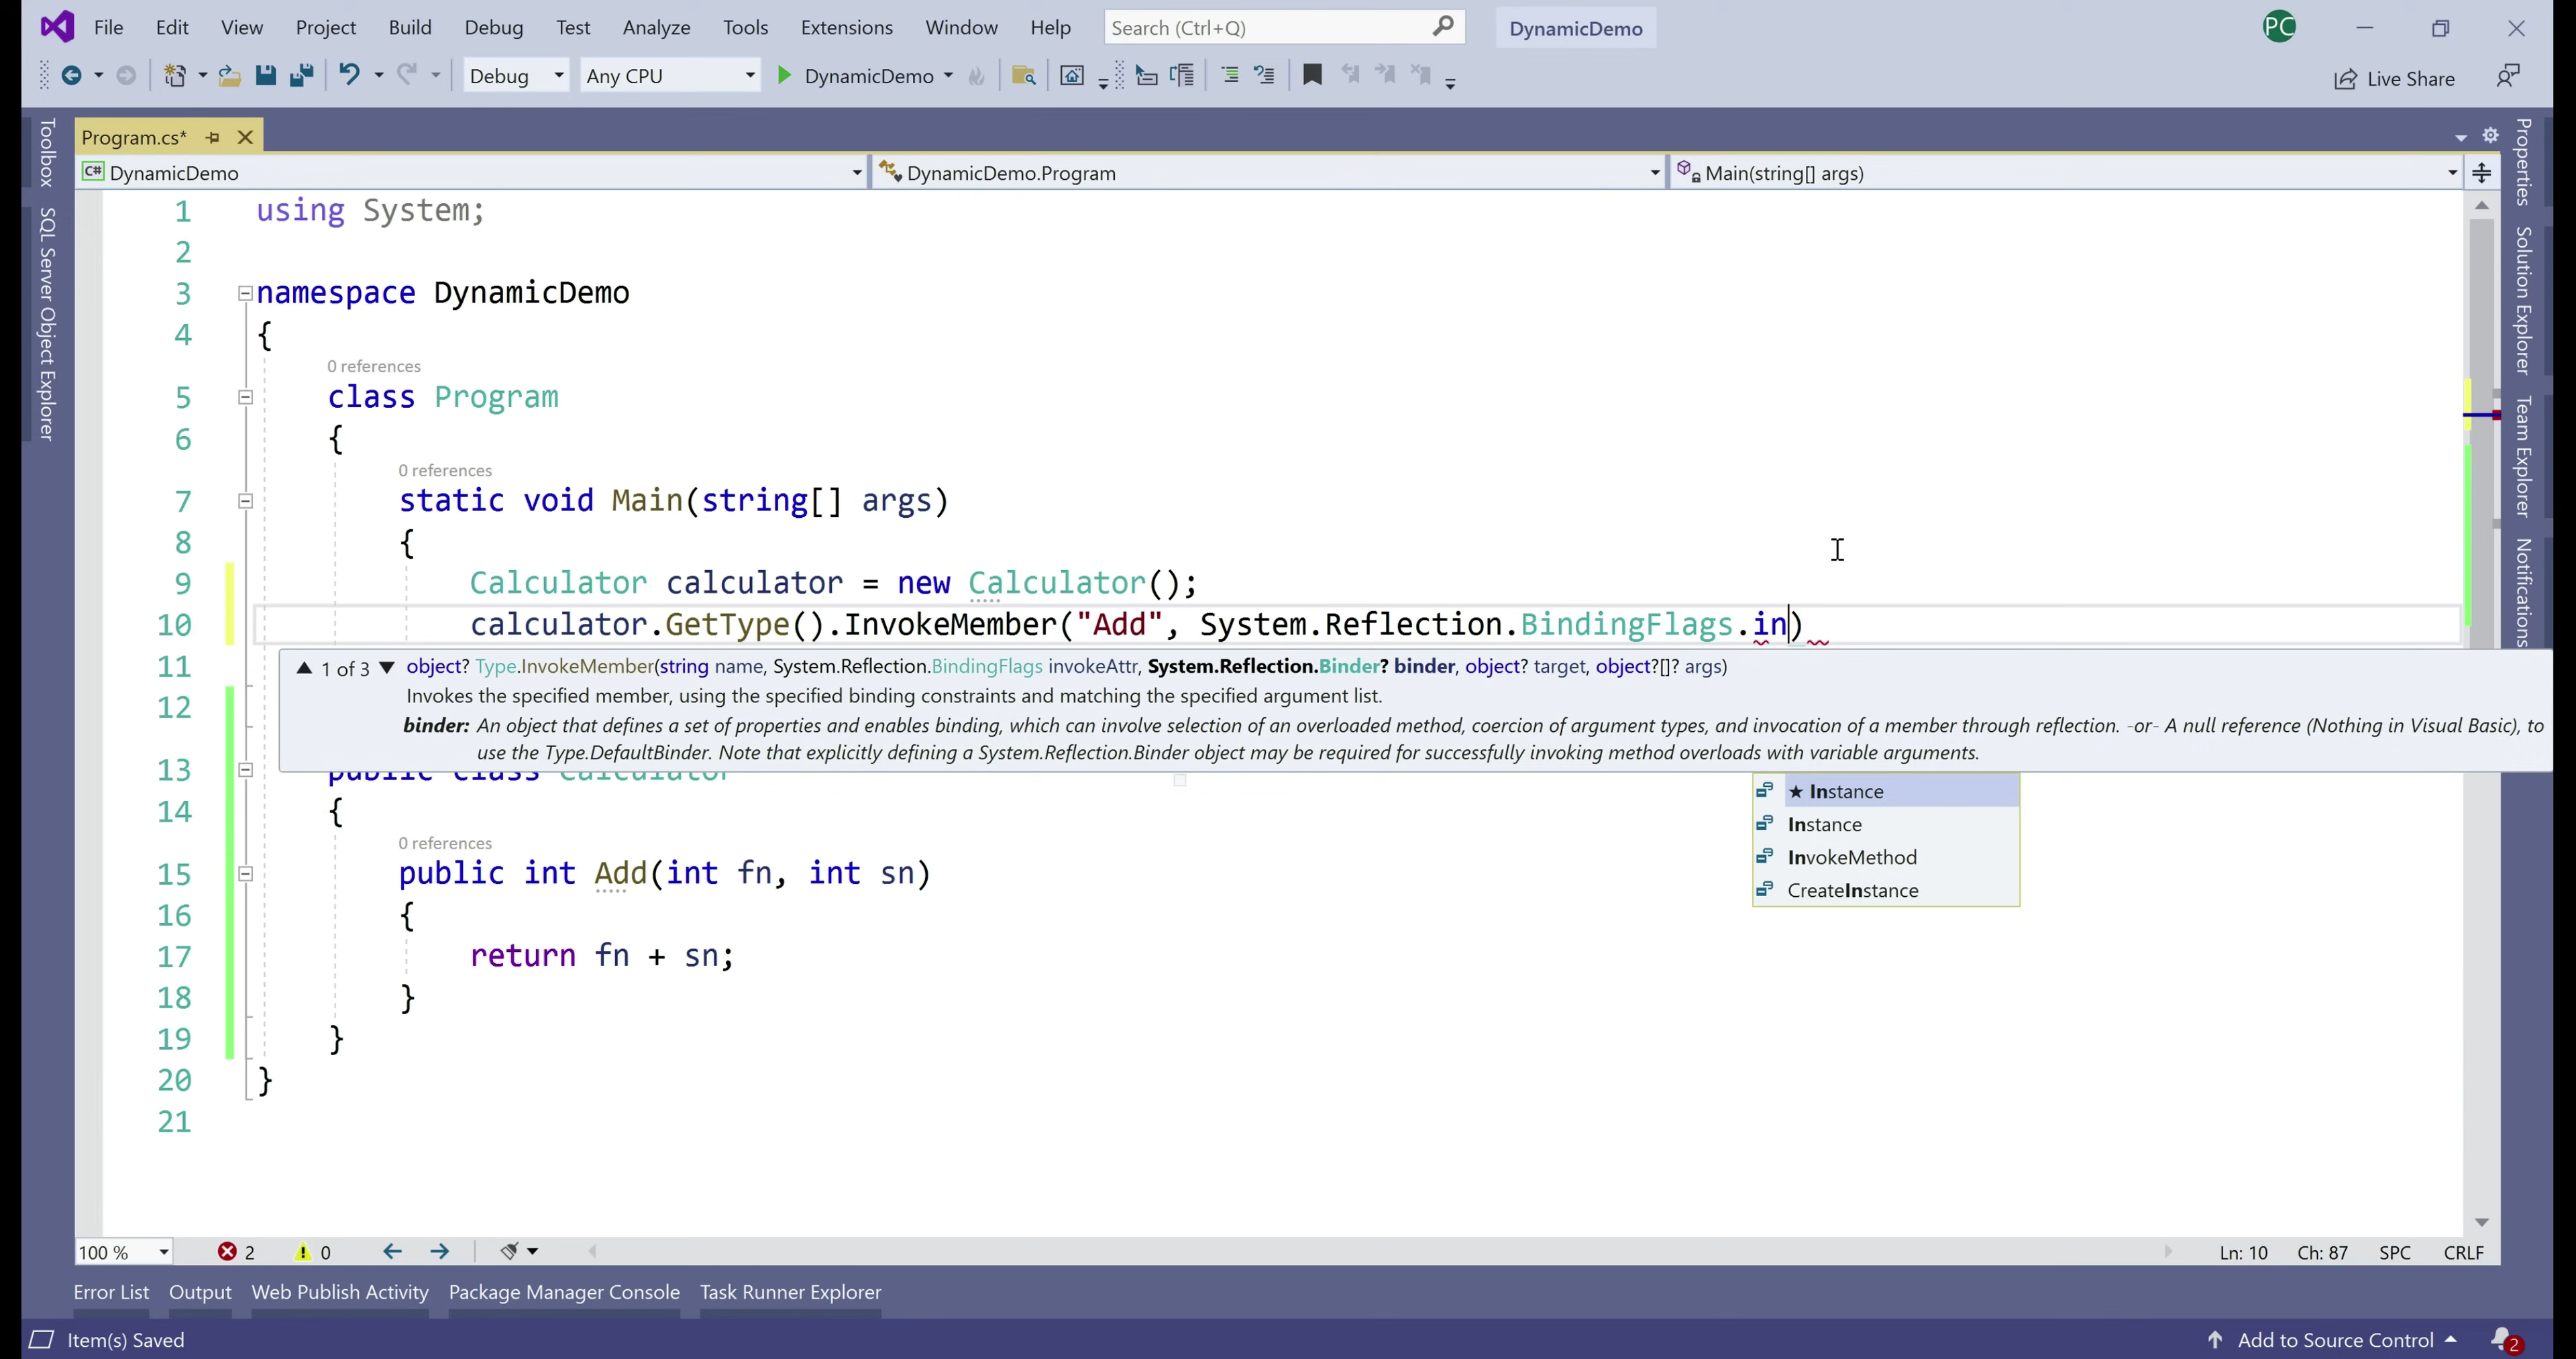 File Edit View Project Build Debug Test Analyze Tools Extensions Window Help Search (Ctrl+Q) DynamicDemo PC
Debug Any CPU DynamicDemo Live Share
Toolbox
SQL Server Object Explorer
Program.cs*
C# DynamicDemo DynamicDemo.Program Main(string[] args)
1 using System;
2
3 namespace DynamicDemo
4 {
0 references
5 class Program
6 {
0 references
7 static void Main(string[] args)
8 {
9 Calculator calculator = new Calculator();
10 calculator.GetType().InvokeMember("Add", System.Reflection.BindingFlags.in)
11
1 of 3 object? Type.InvokeMember(string name, System.Reflection.BindingFlags invokeAttr, System.Reflection.Binder? binder, object? target, object?[]? args)
Invokes the specified member, using the specified binding constraints and matching the specified argument list.
12
binder: An object that defines a set of properties and enables binding, which can involve selection of an overloaded method, coercion of argument types, and invocation of a member through reflection. -or- A null reference (Nothing in Visual Basic), to
use the Type.DefaultBinder. Note that explicitly defining a System.Reflection.Binder object may be required for successfully invoking method overloads with variable arguments.
13 public class Calculator
★ Instance
Instance
InvokeMethod
CreateInstance
14 {
0 references
15 public int Add(int fn, int sn)
16 {
17 return fn + sn;
18 }
19 }
20 }
21
Properties
Solution Explorer
Team Explorer
Notifications
100 % 2 0 Ln: 10 Ch: 87 SPC CRLF
Error List Output Web Publish Activity Package Manager Console Task Runner Explorer
Item(s) Saved Add to Source Control 2